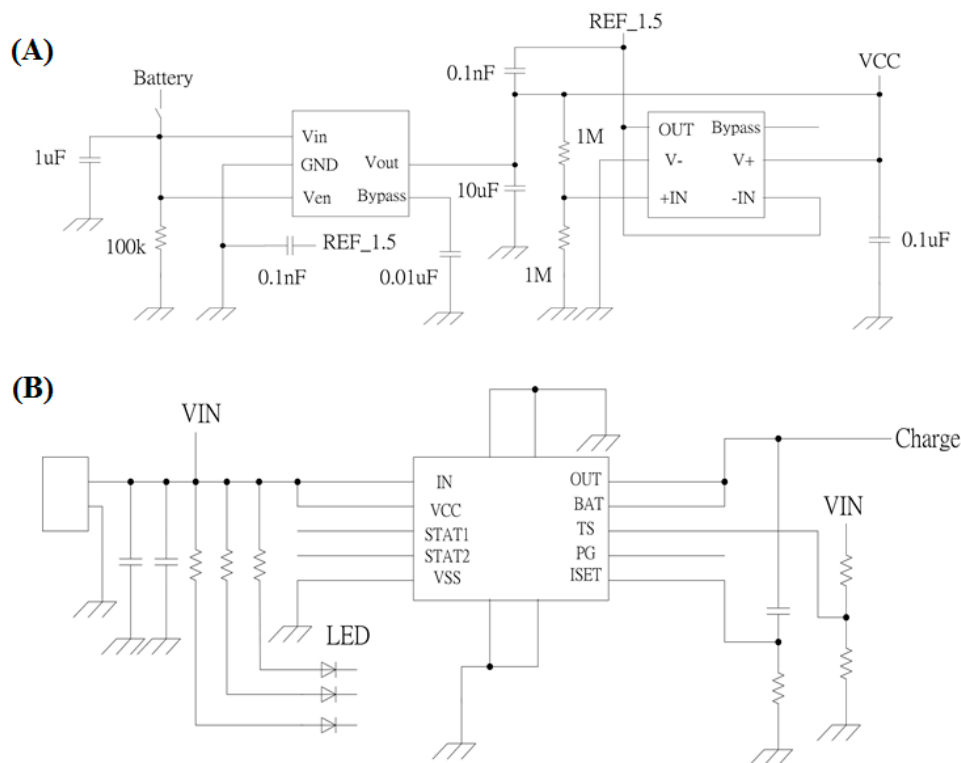 (A)
REF_1.5
Battery
0.1nF
VCC
1uF
Vin
GND
Vout
Ven
Bypass
1M
OUT
Bypass
V-
V+
+IN
-IN
10uF
100k
REF_1.5
0.1nF
0.01uF
1M
0.1uF
(B)
VIN
Charge
IN
OUT
VCC
BAT
VIN
STAT1
TS
STAT2
PG
VSS
ISET
LED